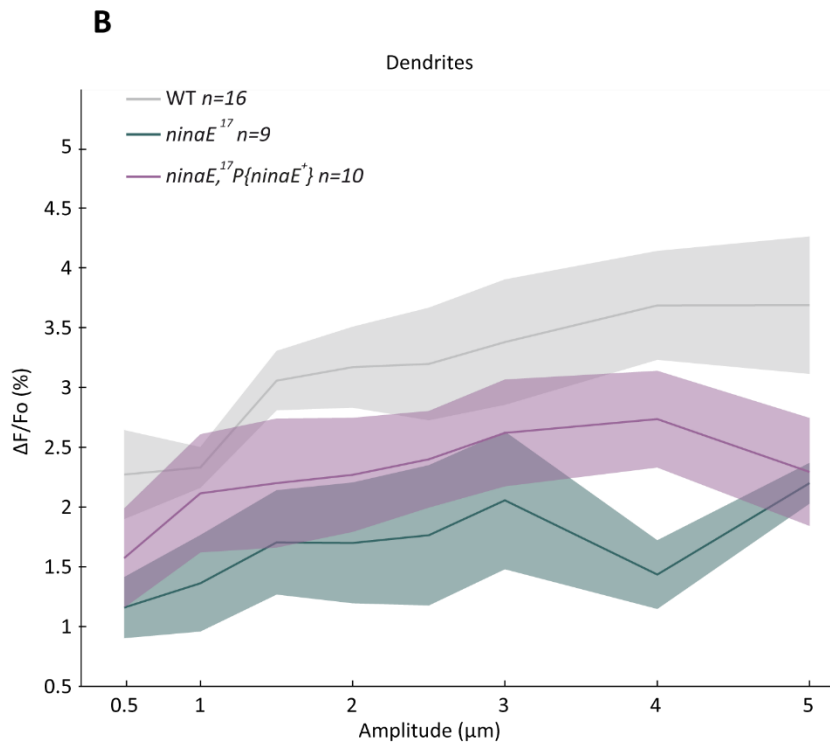 B
Dendrites
WT n=16
ninaE¹⁷ n=9
ninaE,¹⁷P{ninaE⁺} n=10
5
4.5
4
3.5
3
2.5
2
1.5
1
0.5
ΔF/Fo (%)
0.5 1 2 3 4 5
Amplitude (µm)